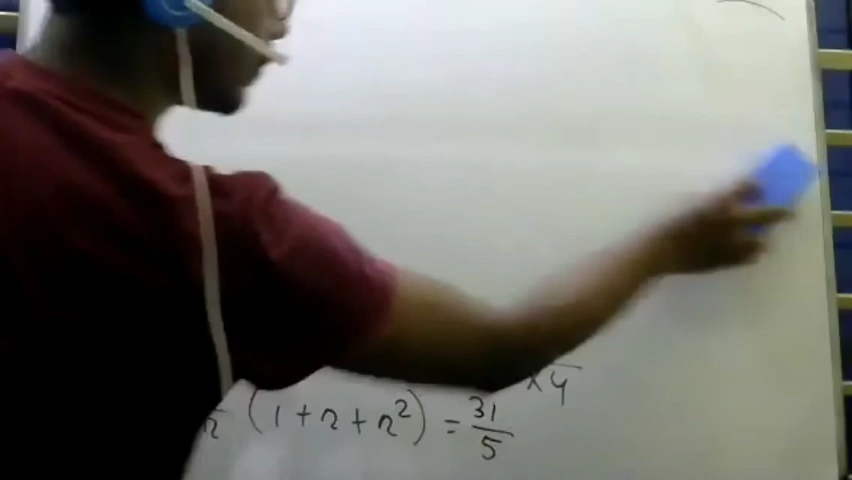 × 4
r (1 + r + r²) = 31/5